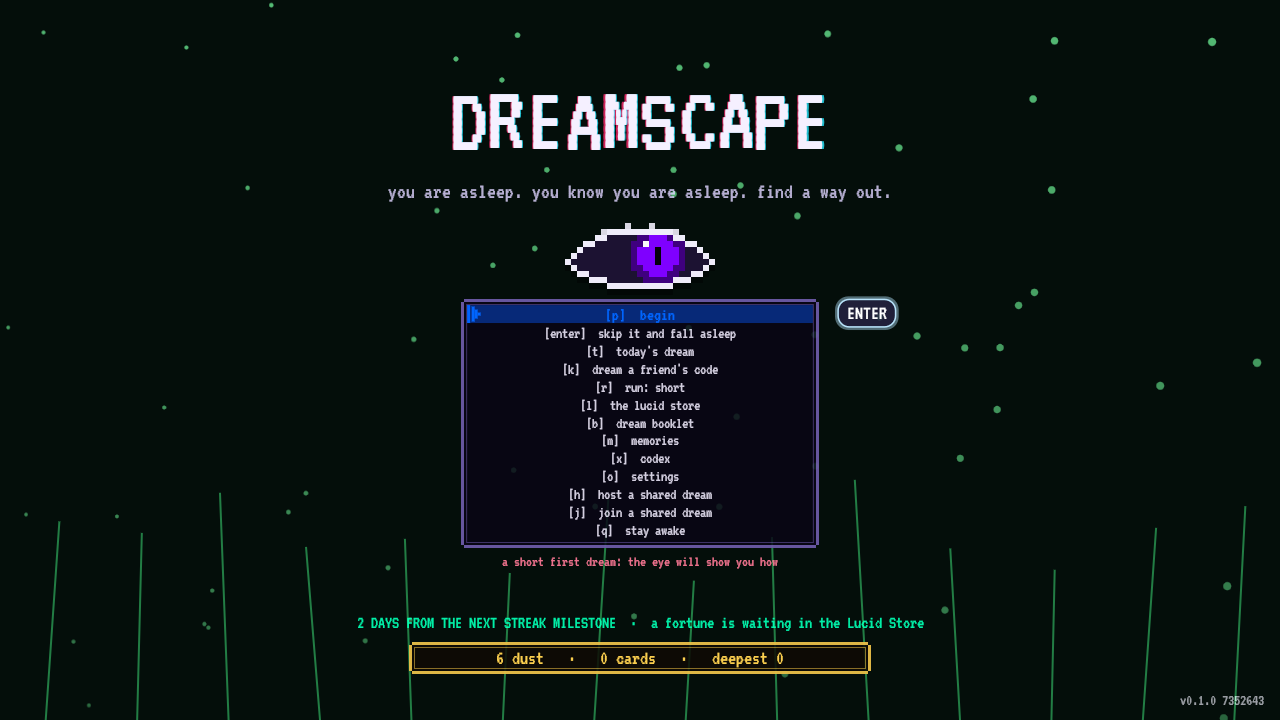 DREAMSCAPE
you are asleep. you know you are asleep. find a way out.
[p] begin
ENTER
[enter] skip it and fall asleep
[t] today's dream
[k] dream a friend's code
[r] run: short
[l] the lucid store
[b] dream booklet
[m] memories
[x] codex
[o] settings
[h] host a shared dream
[j] join a shared dream
[q] stay awake
a short first dream: the eye will show you how
2 DAYS FROM THE NEXT STREAK MILESTONE · a fortune is waiting in the Lucid Store
6 dust · 0 cards · deepest 0
v0.1.0 7352643